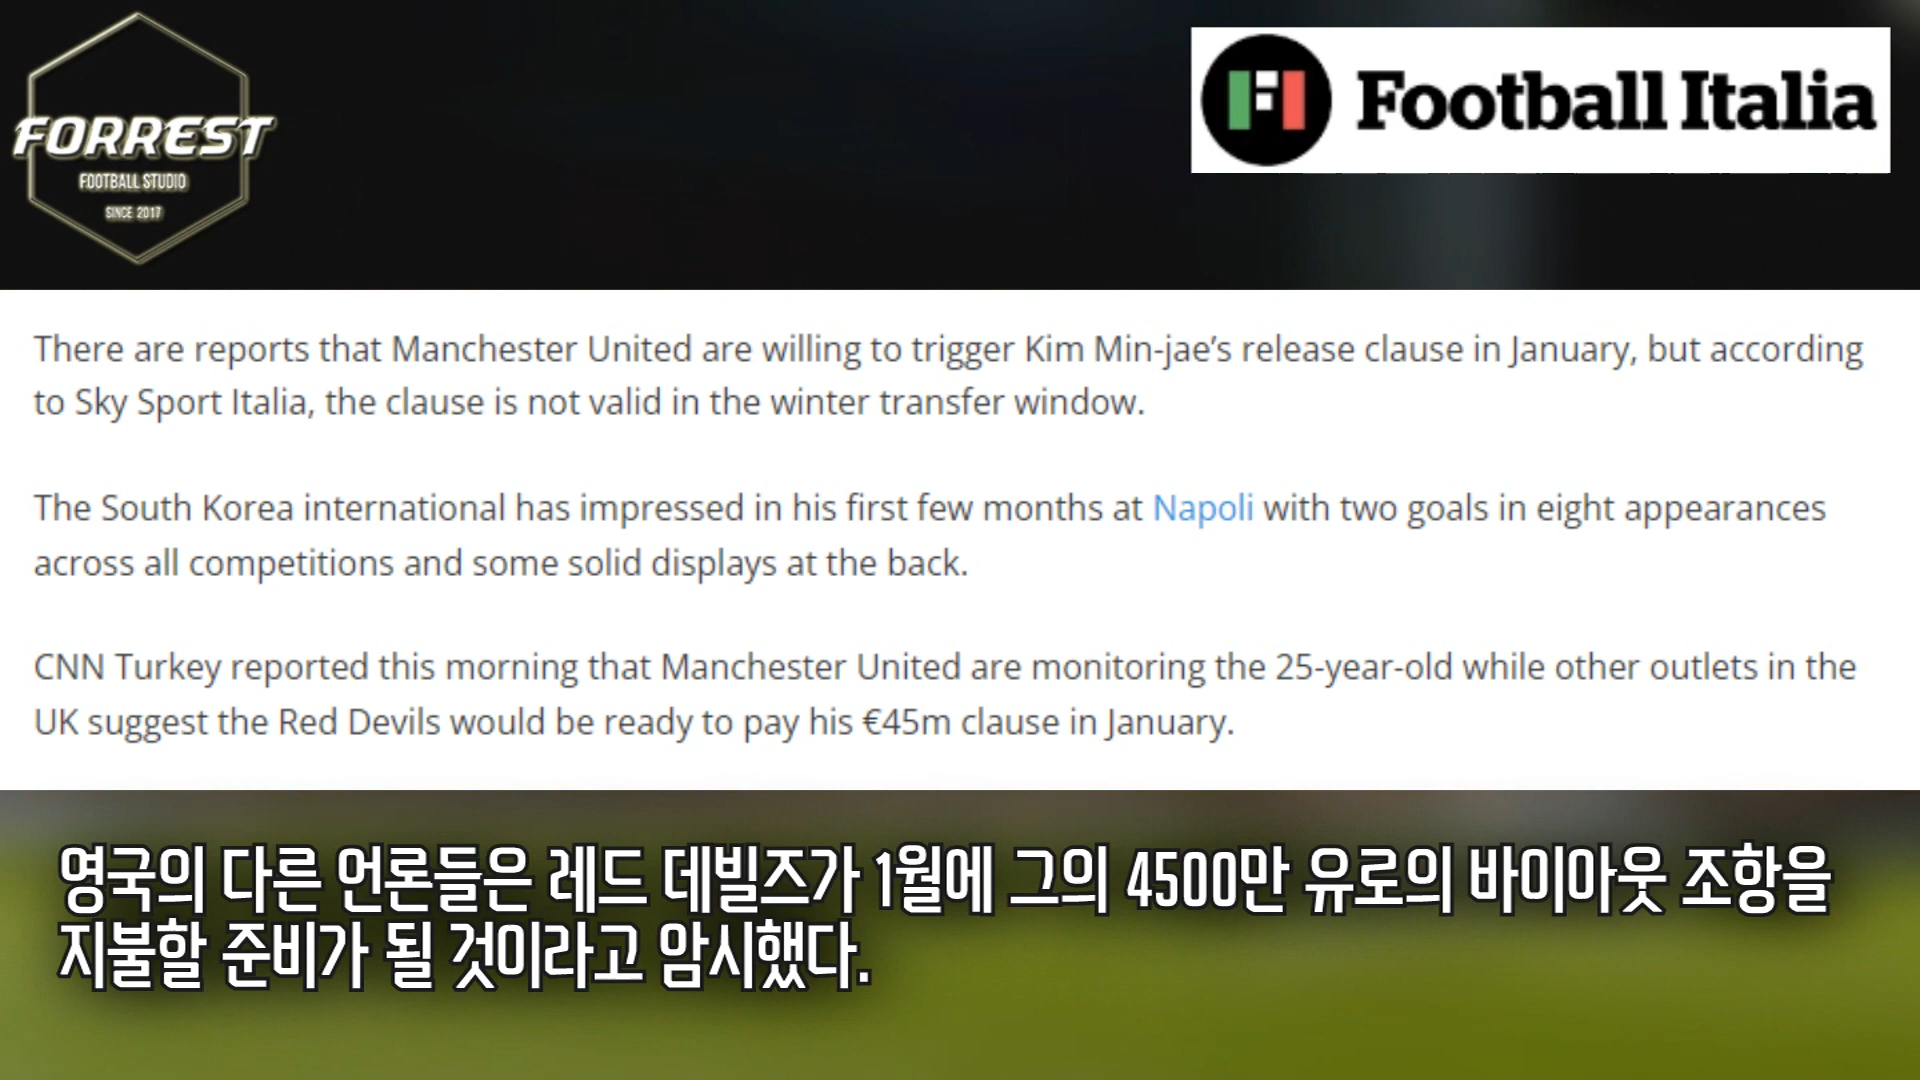 FORREST
FOOTBALL STUDIO
SINCE 2017
Football Italia
There are reports that Manchester United are willing to trigger Kim Min-jae’s release clause in January, but according
to Sky Sport Italia, the clause is not valid in the winter transfer window.
The South Korea international has impressed in his first few months at Napoli with two goals in eight appearances
across all competitions and some solid displays at the back.
CNN Turkey reported this morning that Manchester United are monitoring the 25-year-old while other outlets in the
UK suggest the Red Devils would be ready to pay his €45m clause in January.
영국의 다른 언론들은 레드 데빌즈가 1월에 그의 4500만 유로의 바이아웃 조항을
지불할 준비가 될 것이라고 암시했다.